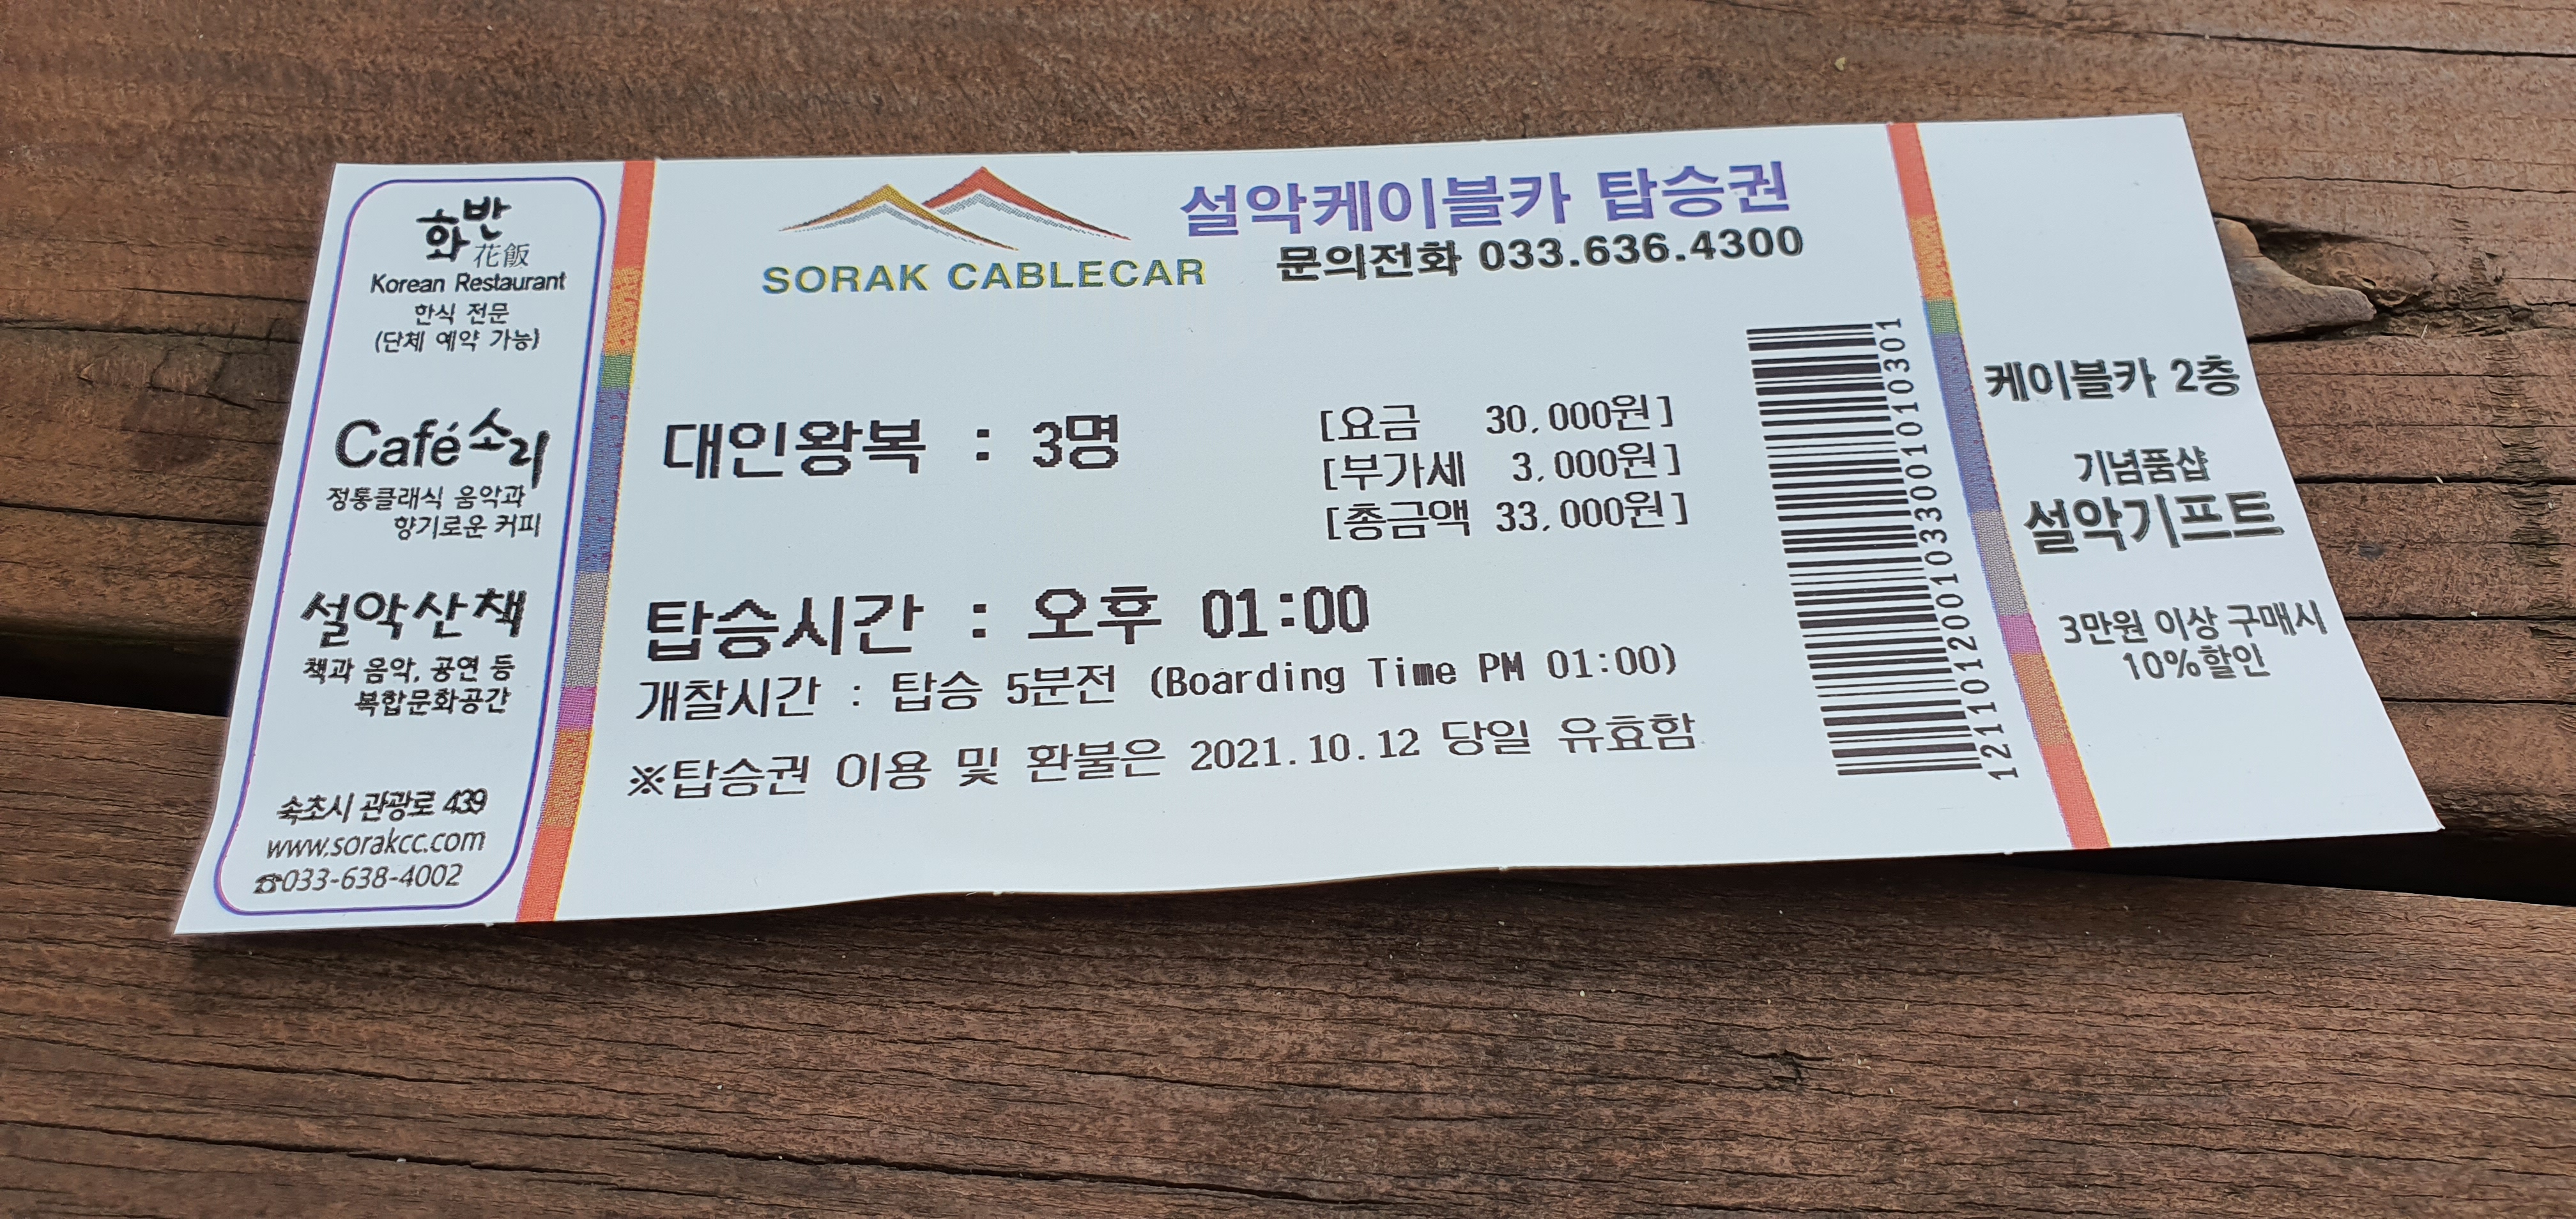 화반
花飯
Korean Restaurant
한식 전문
(단체 예약 가능)
Café 소리
정통클래식 음악과
향기로운 커피
설악산책
책과 음악, 공연 등
복합문화공간
속초시 관광로 439
www.sorakcc.com
☎033-638-4002
SORAK CABLECAR
설악케이블카 탑승권
문의전화 033.636.4300
대인왕복 : 3명
[요금 30,000원]
[부가세 3,000원]
[총금액 33,000원]
탑승시간 : 오후 01:00
개찰시간 : 탑승 5분전 (Boarding Time PM 01:00)
※탑승권 이용 및 환불은 2021.10.12 당일 유효함
121101200103300101010301
케이블카 2층
기념품샵
설악기프트
3만원 이상 구매시
10%할인